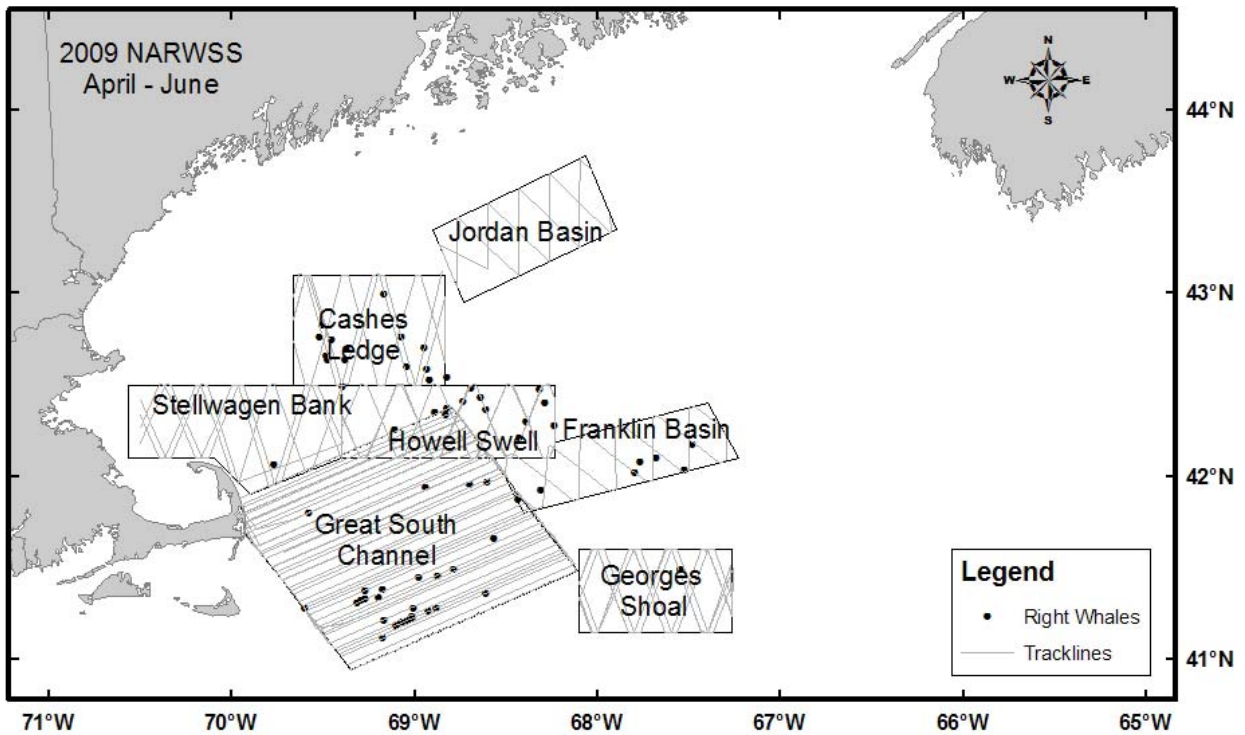 2009 NARWSS
April - June
N
W
E
S
44°N
Jordan Basin
43°N
Cashes
Ledge
Stellwagen Bank
Howell Swell
Franklin Basin
42°N
Great South
Channel
Georges
Shoal
Legend
Right Whales
Tracklines
41°N
71°W
70°W
69°W
68°W
67°W
66°W
65°W